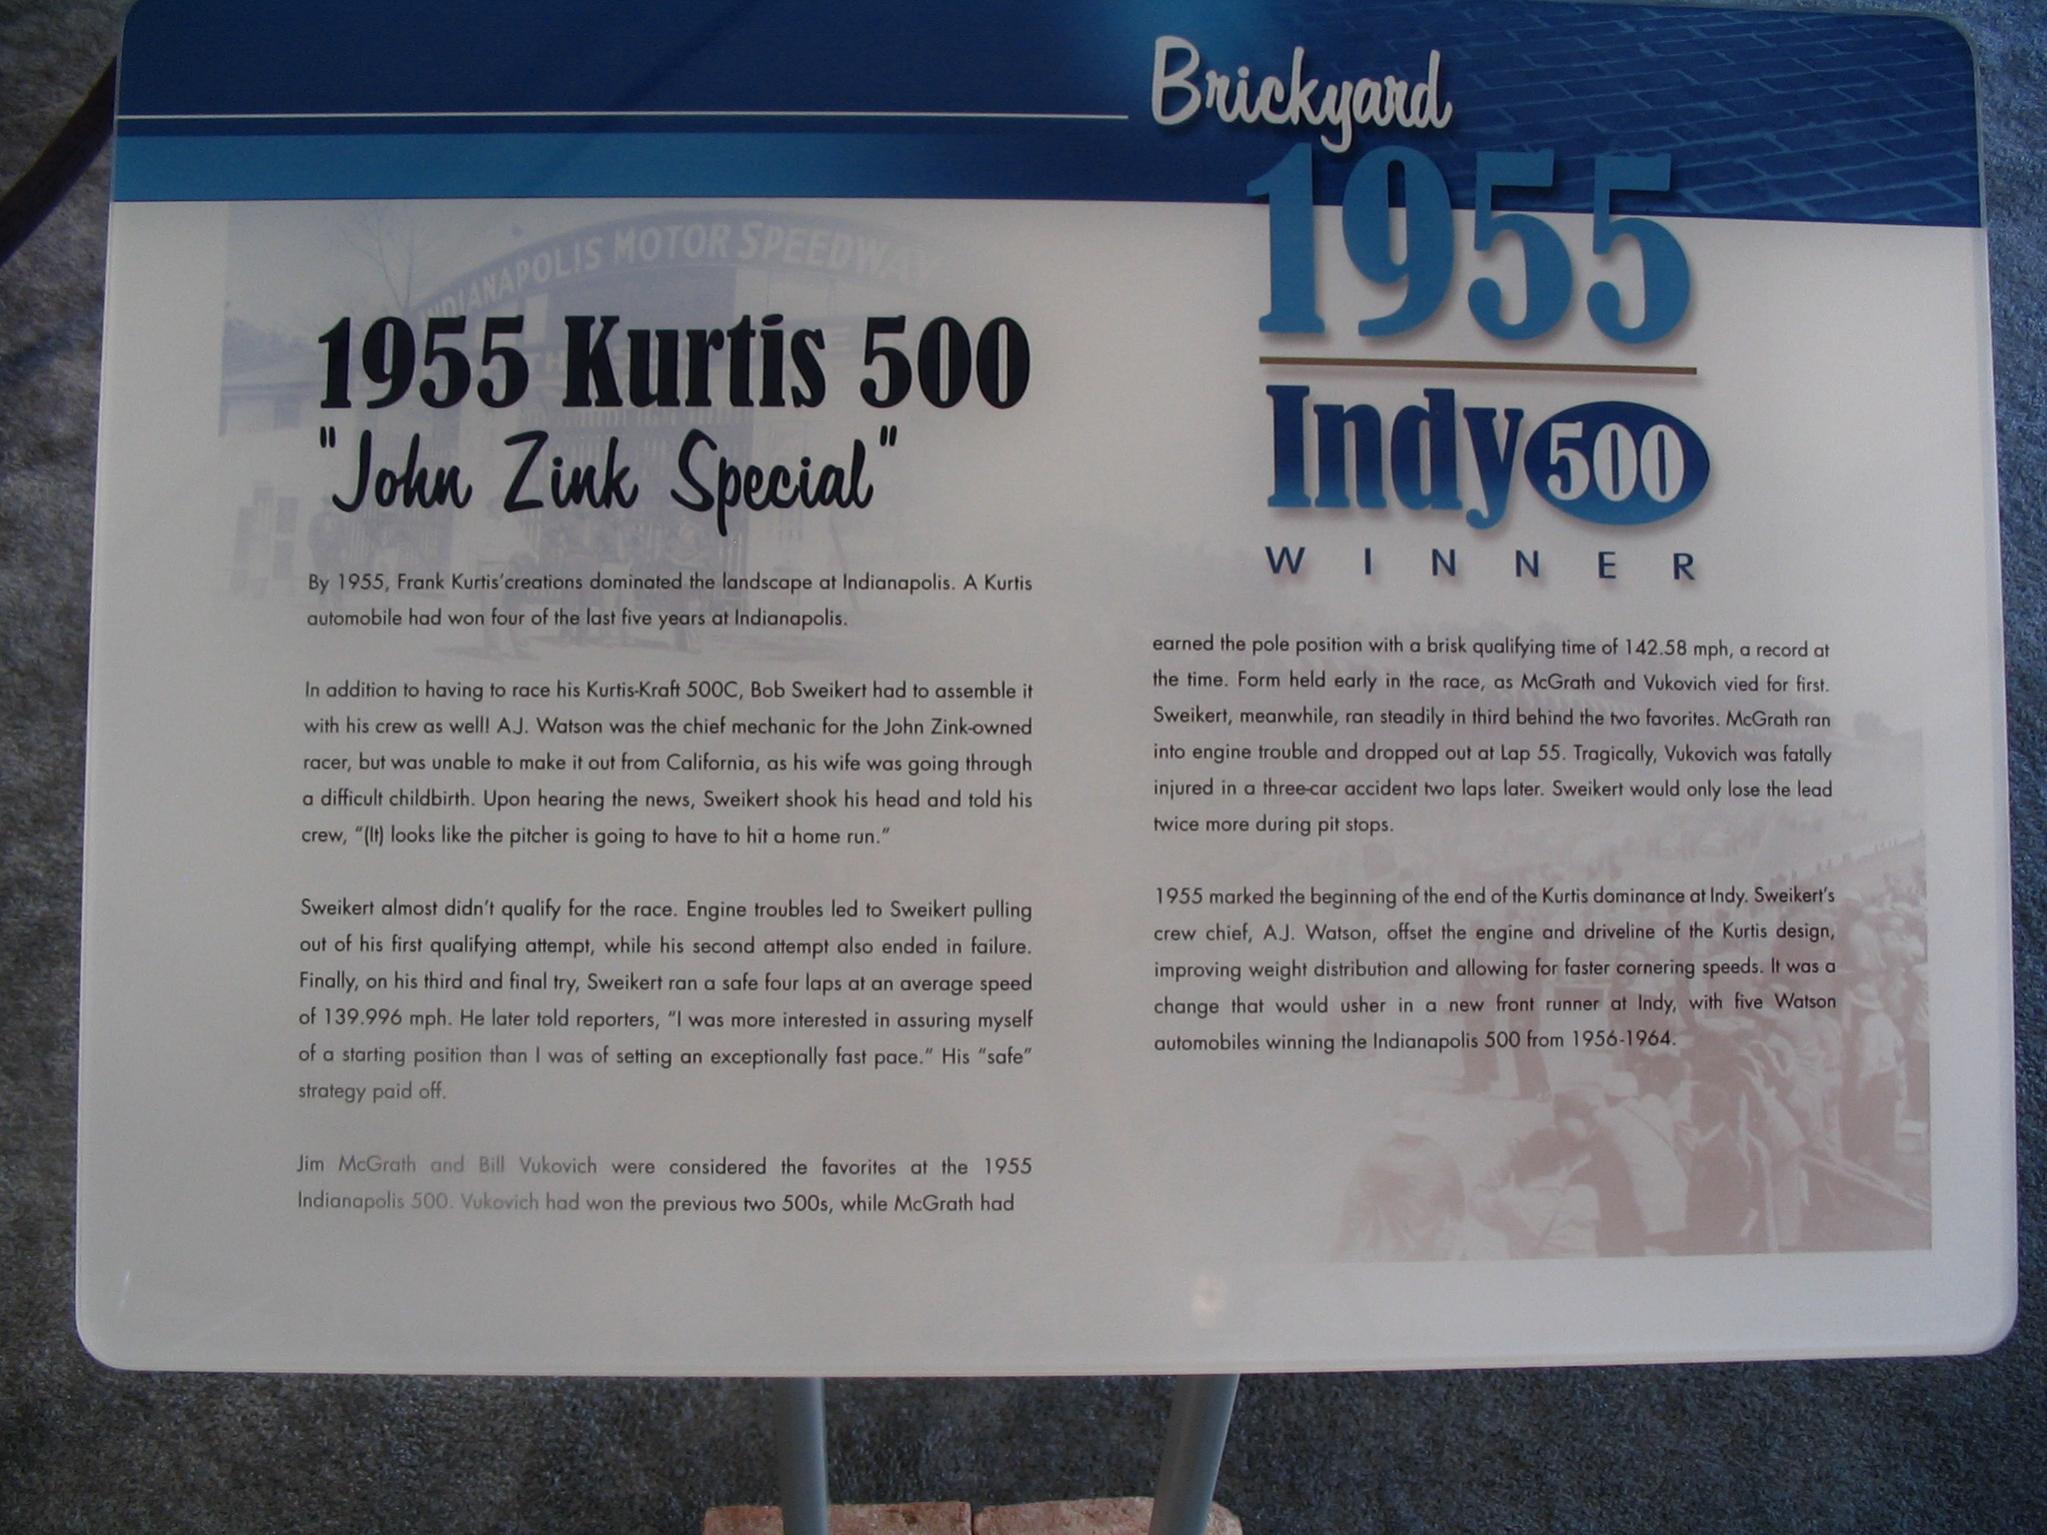 Brickyard
1955
Indy 500
WINNER
INDIANAPOLIS MOTOR SPEEDWAY
1955 Kurtis 500
"John Zink Special"
By 1955, Frank Kurtis'creations dominated the landscape at Indianapolis. A Kurtis
automobile had won four of the last five years at Indianapolis.
In addition to having to race his Kurtis-Kraft 500C, Bob Sweikert had to assemble it
with his crew as well! A.J. Watson was the chief mechanic for the John Zink-owned
racer, but was unable to make it out from California, as his wife was going through
a difficult childbirth. Upon hearing the news, Sweikert shook his head and told his
crew, "(It) looks like the pitcher is going to have to hit a home run."
Sweikert almost didn't qualify for the race. Engine troubles led to Sweikert pulling
out of his first qualifying attempt, while his second attempt also ended in failure.
Finally, on his third and final try, Sweikert ran a safe four laps at an average speed
of 139.996 mph. He later told reporters, "I was more interested in assuring myself
of a starting position than I was of setting an exceptionally fast pace." His "safe"
strategy paid off.
Jim McGrath and Bill Vukovich were considered the favorites at the 1955
Indianapolis 500. Vukovich had won the previous two 500s, while McGrath had
earned the pole position with a brisk qualifying time of 142.58 mph, a record at
the time. Form held early in the race, as McGrath and Vukovich vied for first.
Sweikert, meanwhile, ran steadily in third behind the two favorites. McGrath ran
into engine trouble and dropped out at Lap 55. Tragically, Vukovich was fatally
injured in a three-car accident two laps later. Sweikert would only lose the lead
twice more during pit stops.
1955 marked the beginning of the end of the Kurtis dominance at Indy. Sweikert's
crew chief, A.J. Watson, offset the engine and driveline of the Kurtis design,
improving weight distribution and allowing for faster cornering speeds. It was a
change that would usher in a new front runner at Indy, with five Watson
automobiles winning the Indianapolis 500 from 1956-1964.